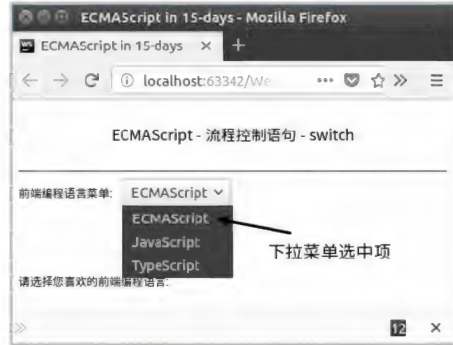 ECMAScript in 15-days - Mozilla Firefox
WS ECMAScript in 15-days × +
localhost:63342/We ···
ECMAScript - 流程控制语句 - switch
前端编程语言菜单: ECMAScript
ECMAScript
JavaScript
TypeScript
下拉菜单选中项
请选择您喜欢的前端编程语言:
12 ×